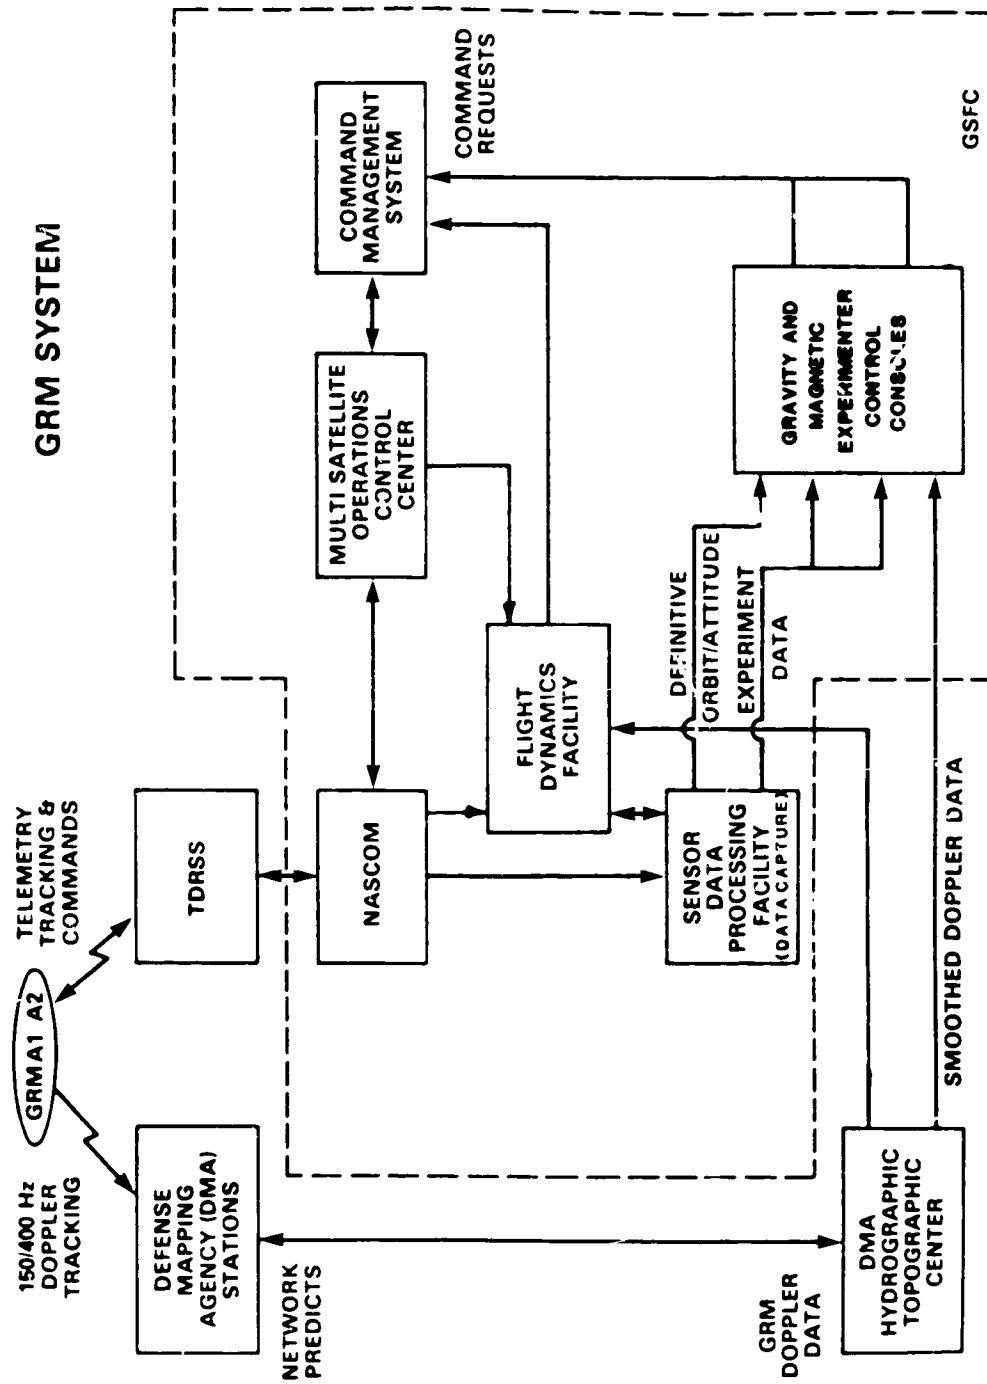 GRM SYSTEM
150/400 Hz
DOPPLER
TRACKING
GRM A1 A2
TELEMETRY
TRACKING &
COMMANDS
DEFENSE
MAPPING
AGENCY (DMA)
STATIONS
TDRSS
NETWORK
PREDICTS
NASCOM
MULTI SATELLITE
OPERATIONS
CONTROL
CENTER
COMMAND
MANAGEMENT
SYSTEM
COMMAND
REQUESTS
FLIGHT
DYNAMICS
FACILITY
SENSOR
DATA
PROCESSING
FACILITY
(DATA CAPTURE)
DEFINITIVE
ORBIT/ATTITUDE
EXPERIMENT
DATA
GRAVITY AND
MAGNETIC
EXPERIMENTER
CONTROL
CONSOLES
GRM
DOPPLER
DATA
DMA
HYDROGRAPHIC
TOPOGRAPHIC
CENTER
SMOOTHED DOPPLER DATA
GSFC